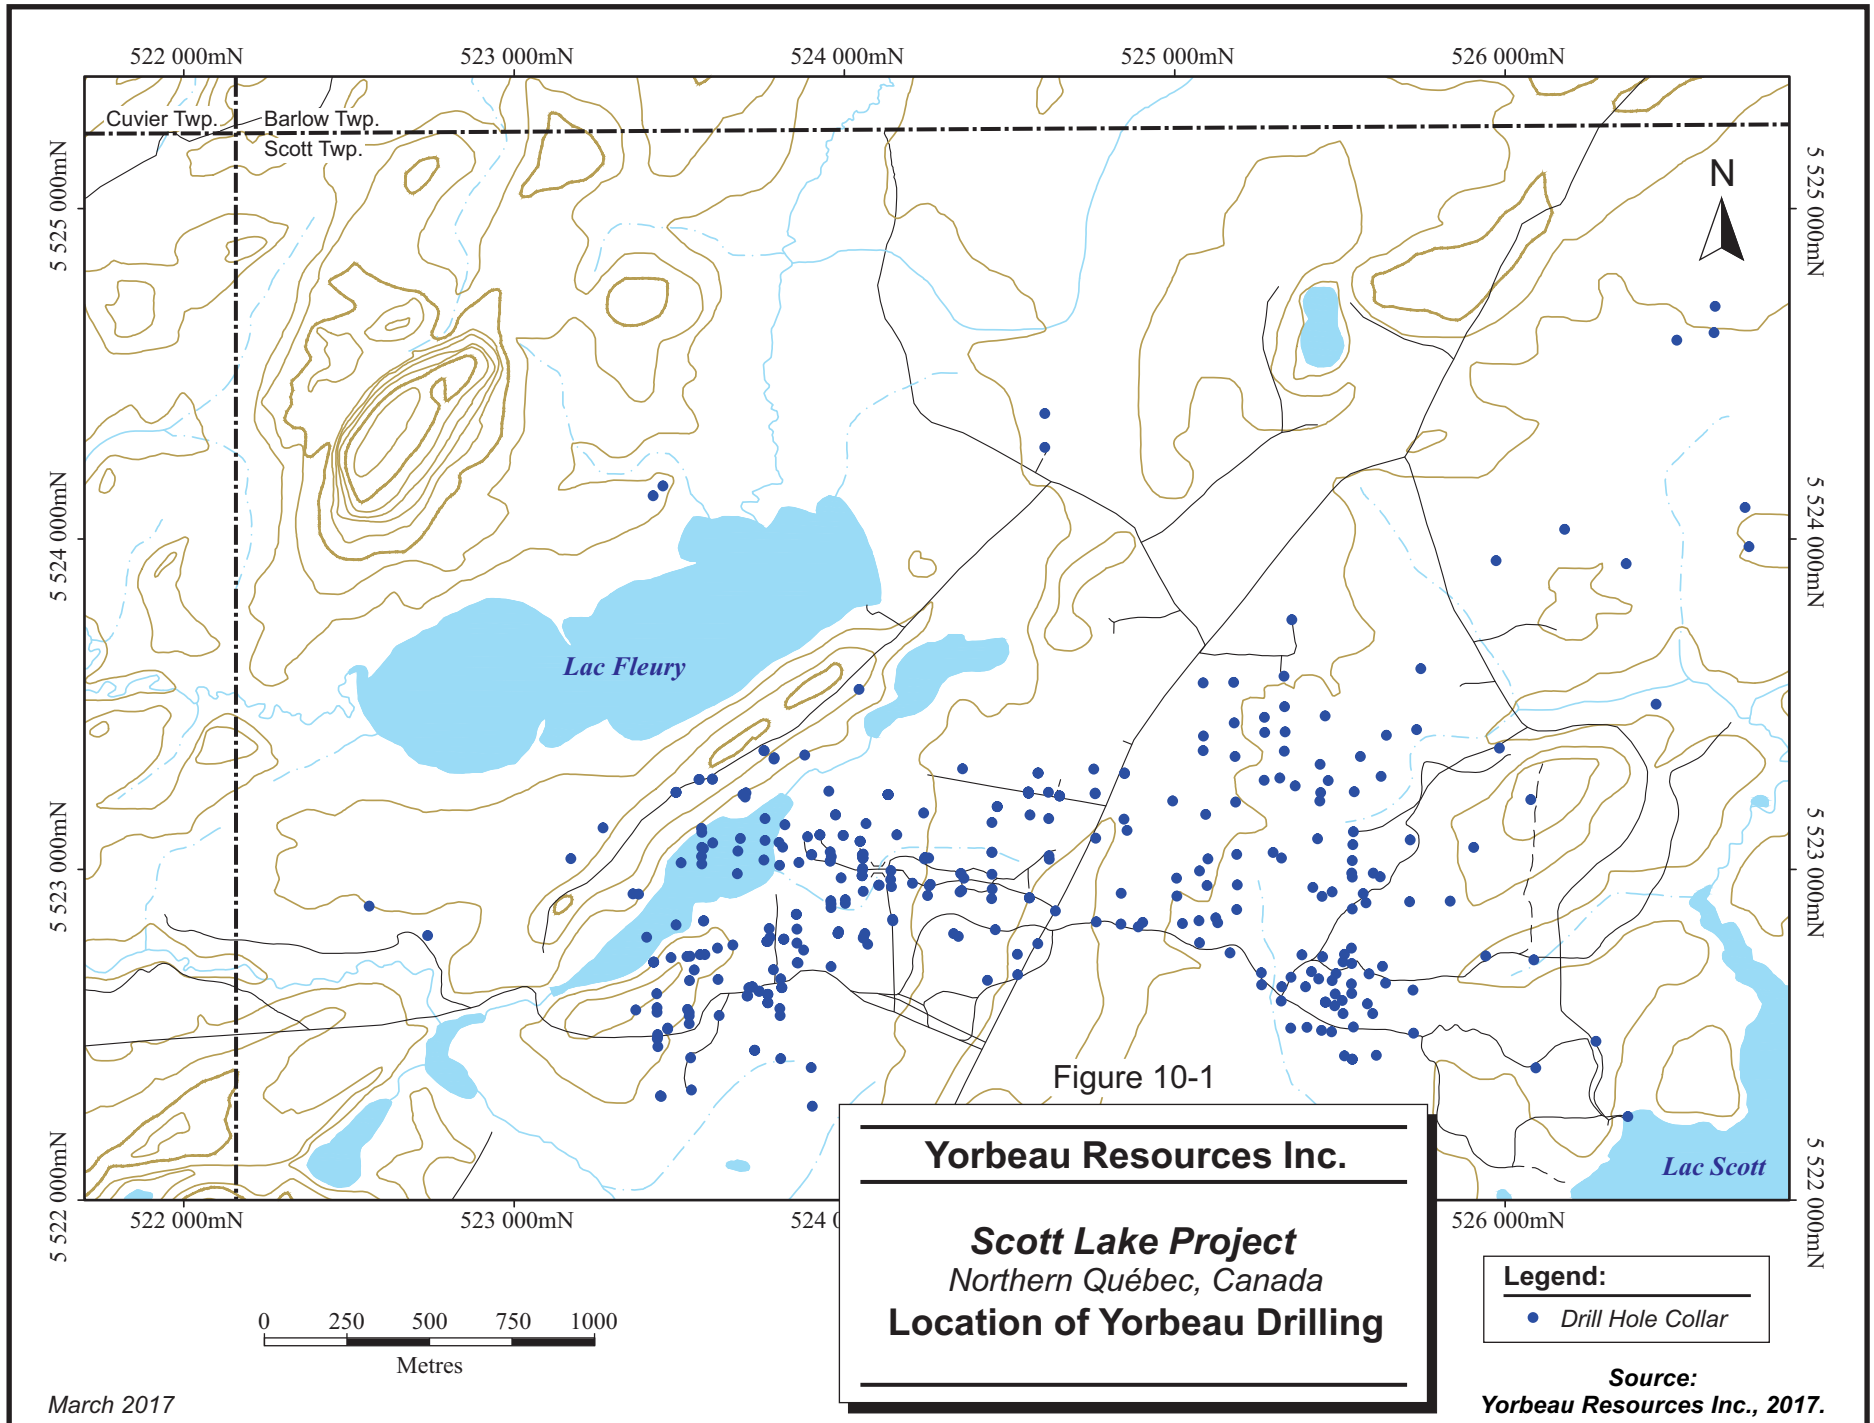 522 000mN 523 000mN 524 000mN 525 000mN 526 000mN
Cuvier Twp. Barlow Twp.
Scott Twp.
N
5 525 000mN
5 525 000mN
5 524 000mN
5 524 000mN
Lac Fleury
5 523 000mN
5 523 000mN
Figure 10-1
Lac Scott
5 522 000mN
5 522 000mN
522 000mN 523 000mN 524 0 526 000mN
Yorbeau Resources Inc.
Scott Lake Project
Northern Québec, Canada
Location of Yorbeau Drilling
Legend:
Drill Hole Collar
0 250 500 750 1000
Metres
March 2017
Source:
Yorbeau Resources Inc., 2017.